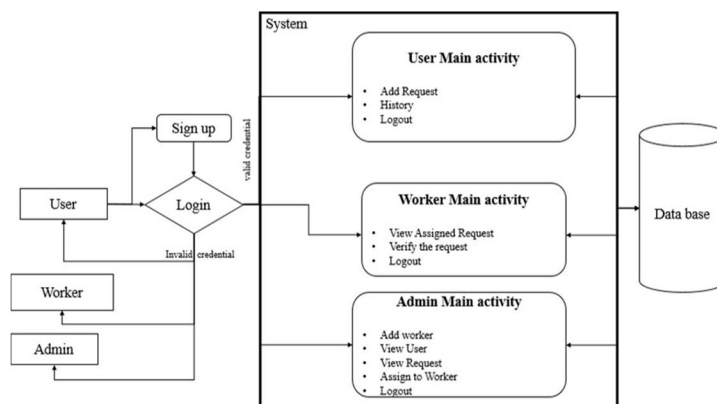 System
User Main activity
• Add Request
• History
• Logout
Sign up
valid credential
User
Login
Data base
Worker Main activity
• View Assigned Request
• Verify the request
• Logout
Invalid credential
Worker
Admin Main activity
• Add worker
• View User
• View Request
• Assign to Worker
• Logout
Admin